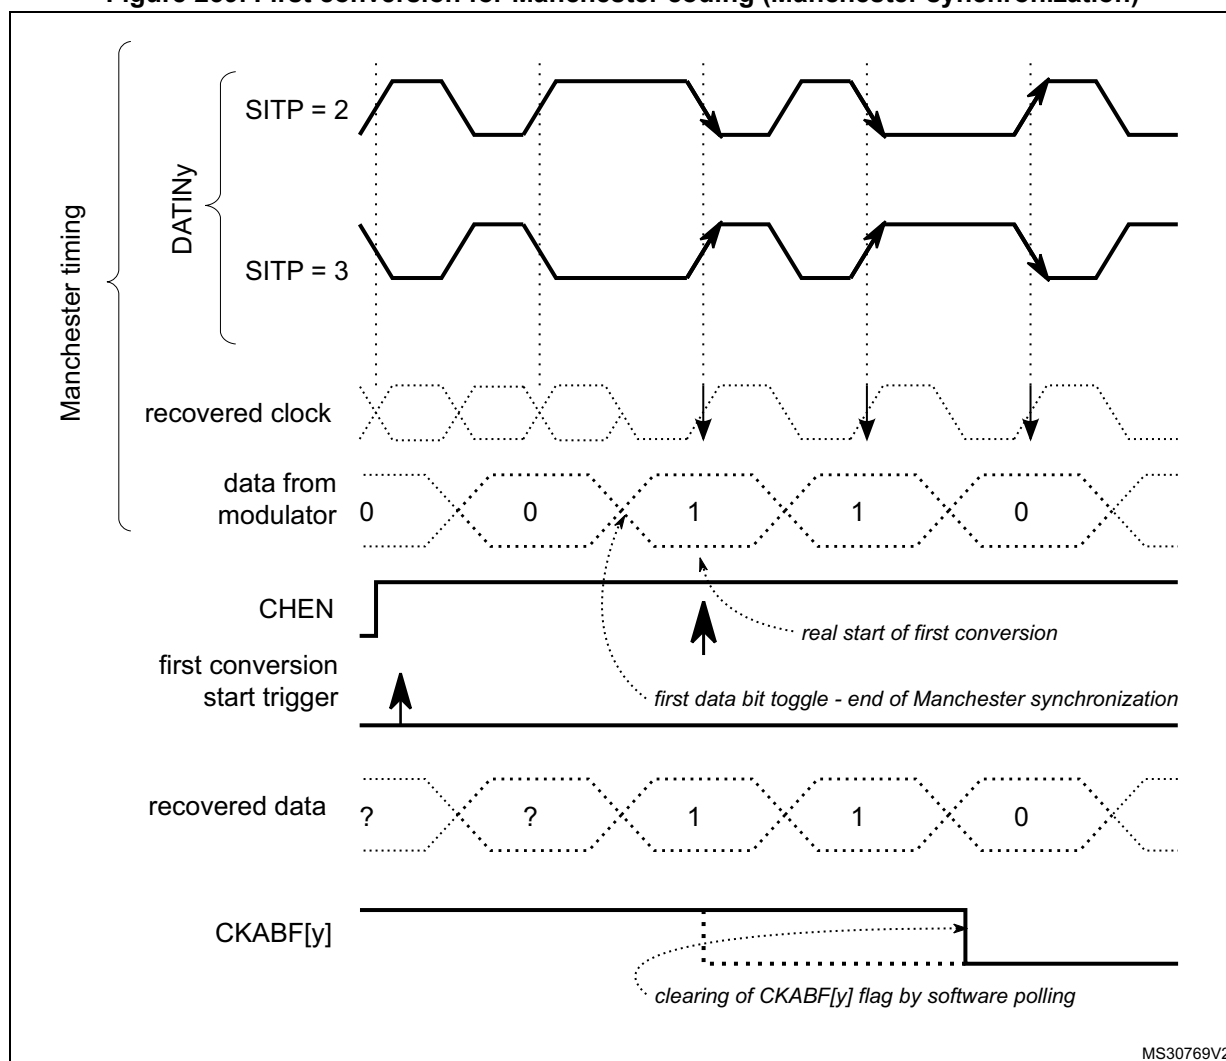 SITP = 2
DATINy
Manchester timing
SITP = 3
recovered clock
data from
modulator
0 0 1 1 0
CHEN
real start of first conversion
first conversion
start trigger
first data bit toggle - end of Manchester synchronization
recovered data
? ? 1 1 0
CKABF[y]
clearing of CKABF[y] flag by software polling
MS30769V2